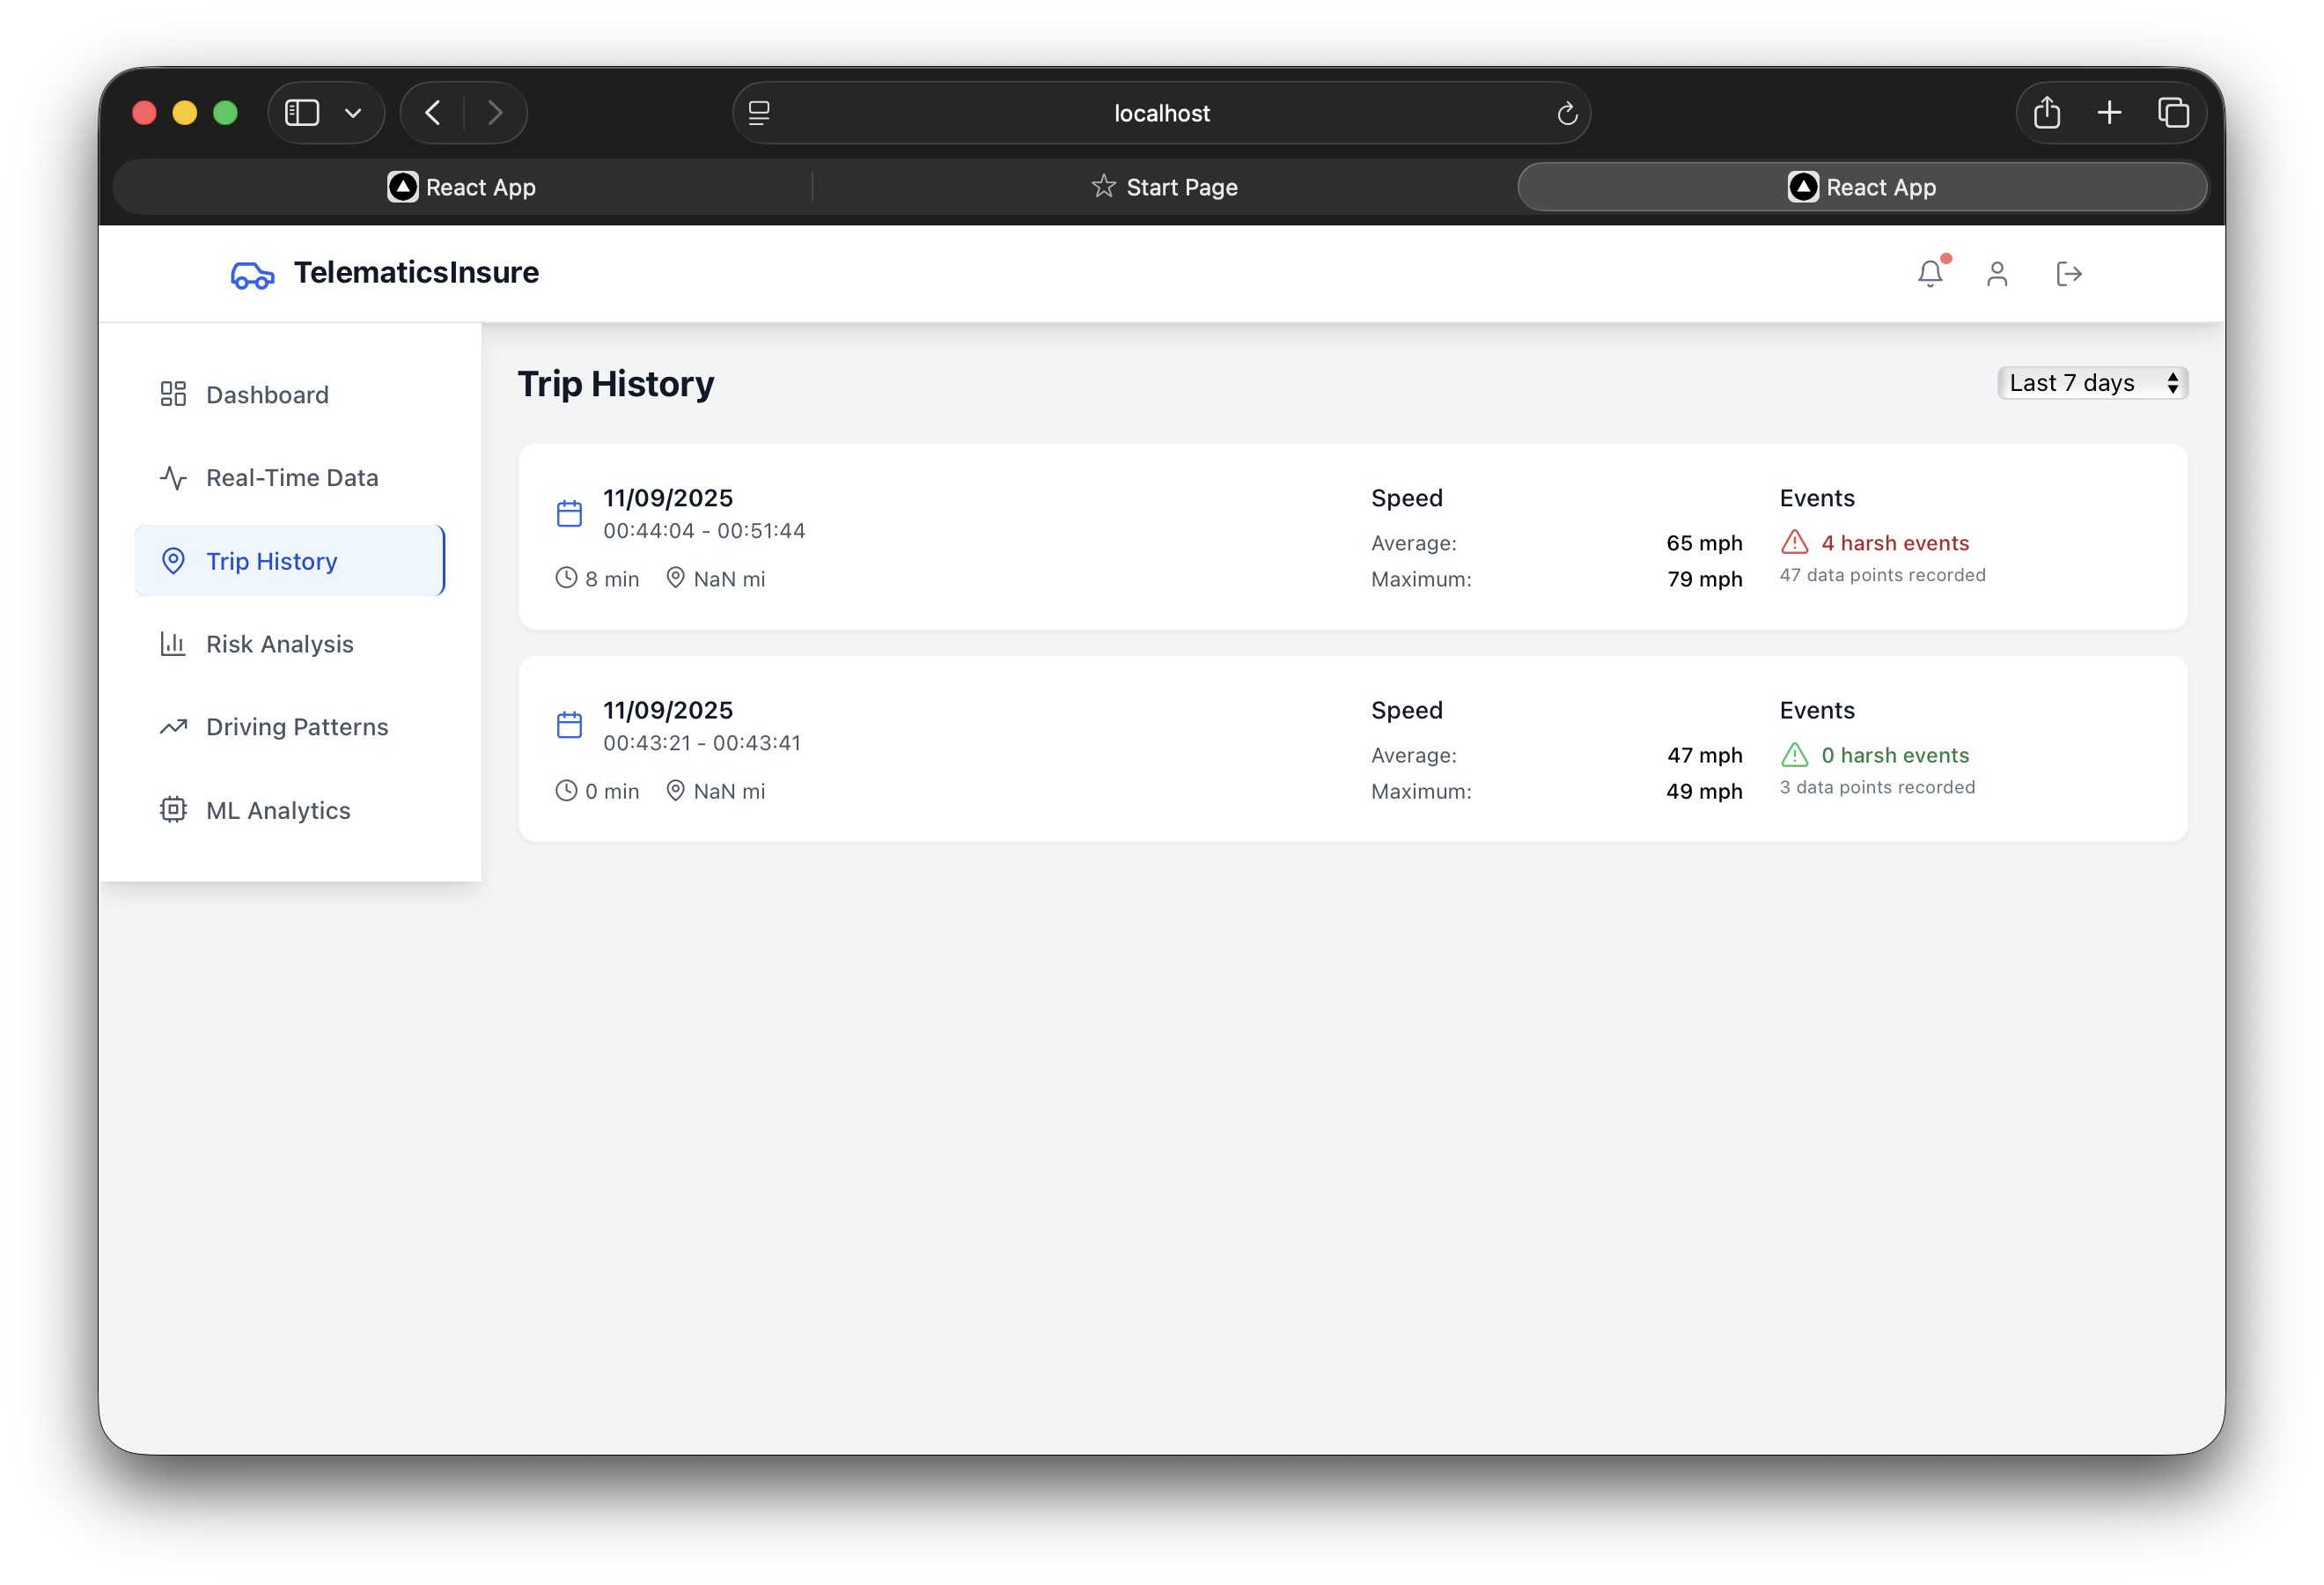 localhost
React App
Start Page
React App
TelematicsInsure
Dashboard
Real-Time Data
Trip History
Risk Analysis
Driving Patterns
ML Analytics
Trip History
Last 7 days
11/09/2025
00:44:04 - 00:51:44
8 min
NaN mi
Speed
Average:
65 mph
Maximum:
79 mph
Events
4 harsh events
47 data points recorded
11/09/2025
00:43:21 - 00:43:41
0 min
NaN mi
Speed
Average:
47 mph
Maximum:
49 mph
Events
0 harsh events
3 data points recorded